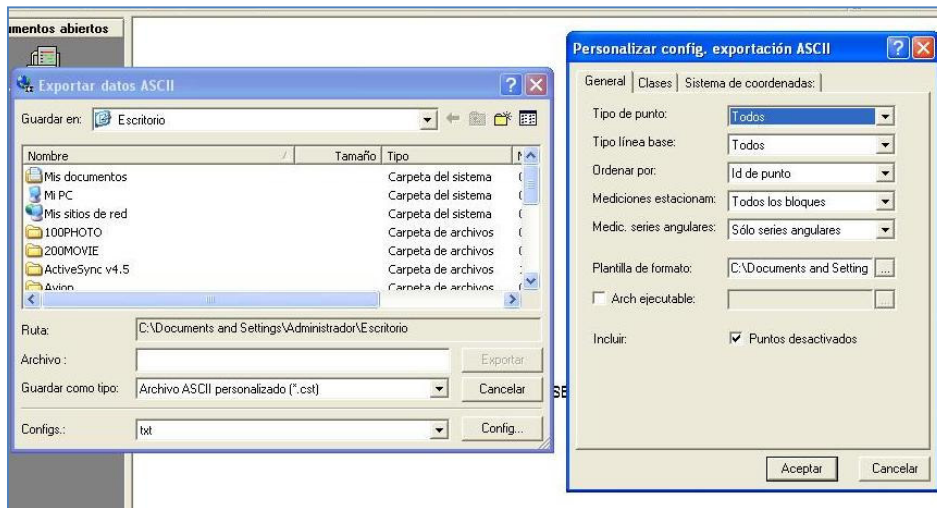 umentos abiertos
Exportar datos ASCII
Guardar en: Escritorio
Nombre Tamaño Tipo
Mis documentos Carpeta del sistema
Mi PC Carpeta del sistema
Mis sitios de red Carpeta del sistema
100PHOTO Carpeta de archivos
200MOVIE Carpeta de archivos
ActiveSync v4.5 Carpeta de archivos
Avion Carpeta de archivos
Ruta: C:\Documents and Settings\Administrador\Escritorio
Archivo :
Exportar
Guardar como tipo: Archivo ASCII personalizado (*.cst) Cancelar
Configs.: txt Config...
SE
Personalizar config. exportación ASCII
General Clases Sistema de coordenadas:
Tipo de punto: Todos
Tipo línea base: Todos
Ordenar por: Id de punto
Mediciones estacionam: Todos los bloques
Medic. series angulares: Sólo series angulares
Plantilla de formato: C:\Documents and Setting ...
Arch ejecutable: ...
Incluir: Puntos desactivados
Aceptar Cancelar